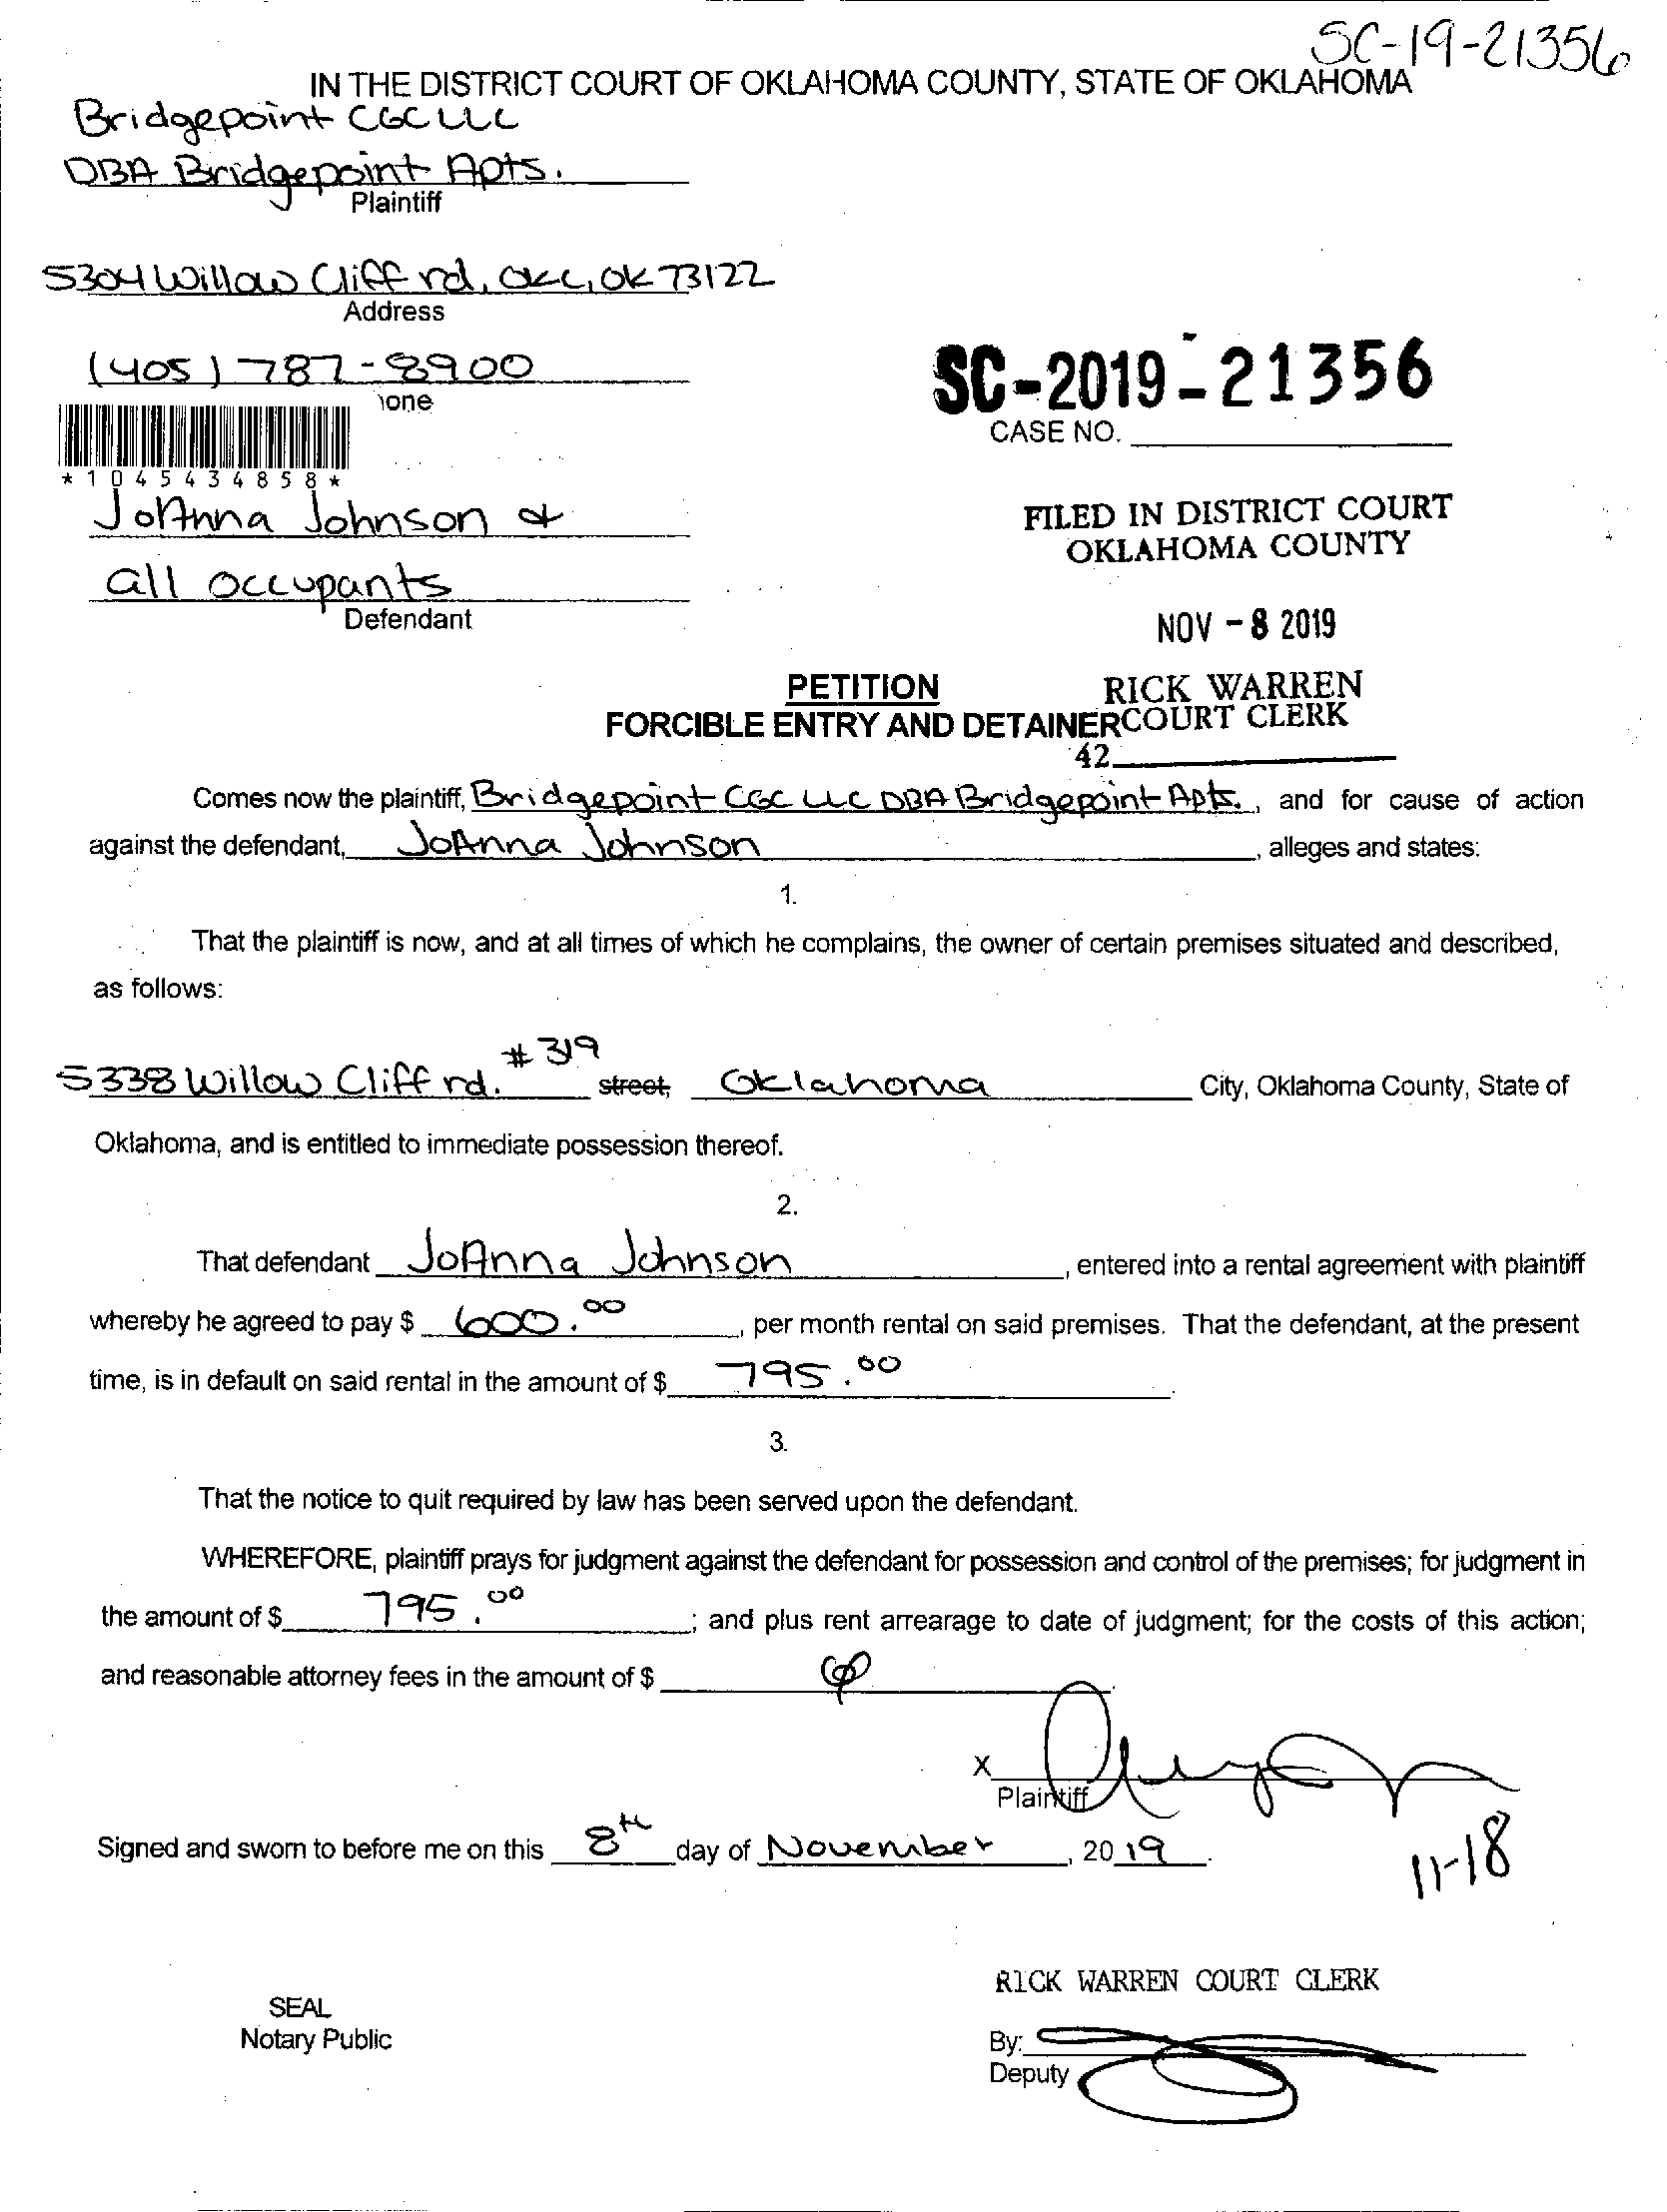 SC-19-21356
IN THE DISTRICT COURT OF OKLAHOMA COUNTY, STATE OF OKLAHOMA
Bridgepoint CGC LLC
DBA Bridgepoint Apts.
Plaintiff
5304 Willow Cliff rd, OKC, OK 73122
Address
(405) 787-8900
one
SC-2019-21356
CASE NO.
*1045434858*
JoAnna Johnson &
all occupants
Defendant
FILED IN DISTRICT COURT
OKLAHOMA COUNTY
NOV - 8 2019
PETITION
RICK WARREN
FORCIBLE ENTRY AND DETAINER COURT CLERK
42
Comes now the plaintiff, Bridgepoint CGC LLC DBA Bridgepoint Apts., and for cause of action
against the defendant, JoAnna Johnson, alleges and states:
1.
That the plaintiff is now, and at all times of which he complains, the owner of certain premises situated and described,
as follows:
5338 Willow Cliff rd. #319 street, Oklahoma City, Oklahoma County, State of
Oklahoma, and is entitled to immediate possession thereof.
2.
That defendant JoAnna Johnson, entered into a rental agreement with plaintiff
whereby he agreed to pay $ 600.00, per month rental on said premises. That the defendant, at the present
time, is in default on said rental in the amount of $ 795.00.
3.
That the notice to quit required by law has been served upon the defendant.
WHEREFORE, plaintiff prays for judgment against the defendant for possession and control of the premises; for judgment in
the amount of $ 795.00; and plus rent arrearage to date of judgment; for the costs of this action;
and reasonable attorney fees in the amount of $
X
Plaintiff
Signed and sworn to before me on this 8th day of November, 2019.
11-18
RICK WARREN COURT CLERK
SEAL
Notary Public
By:
Deputy